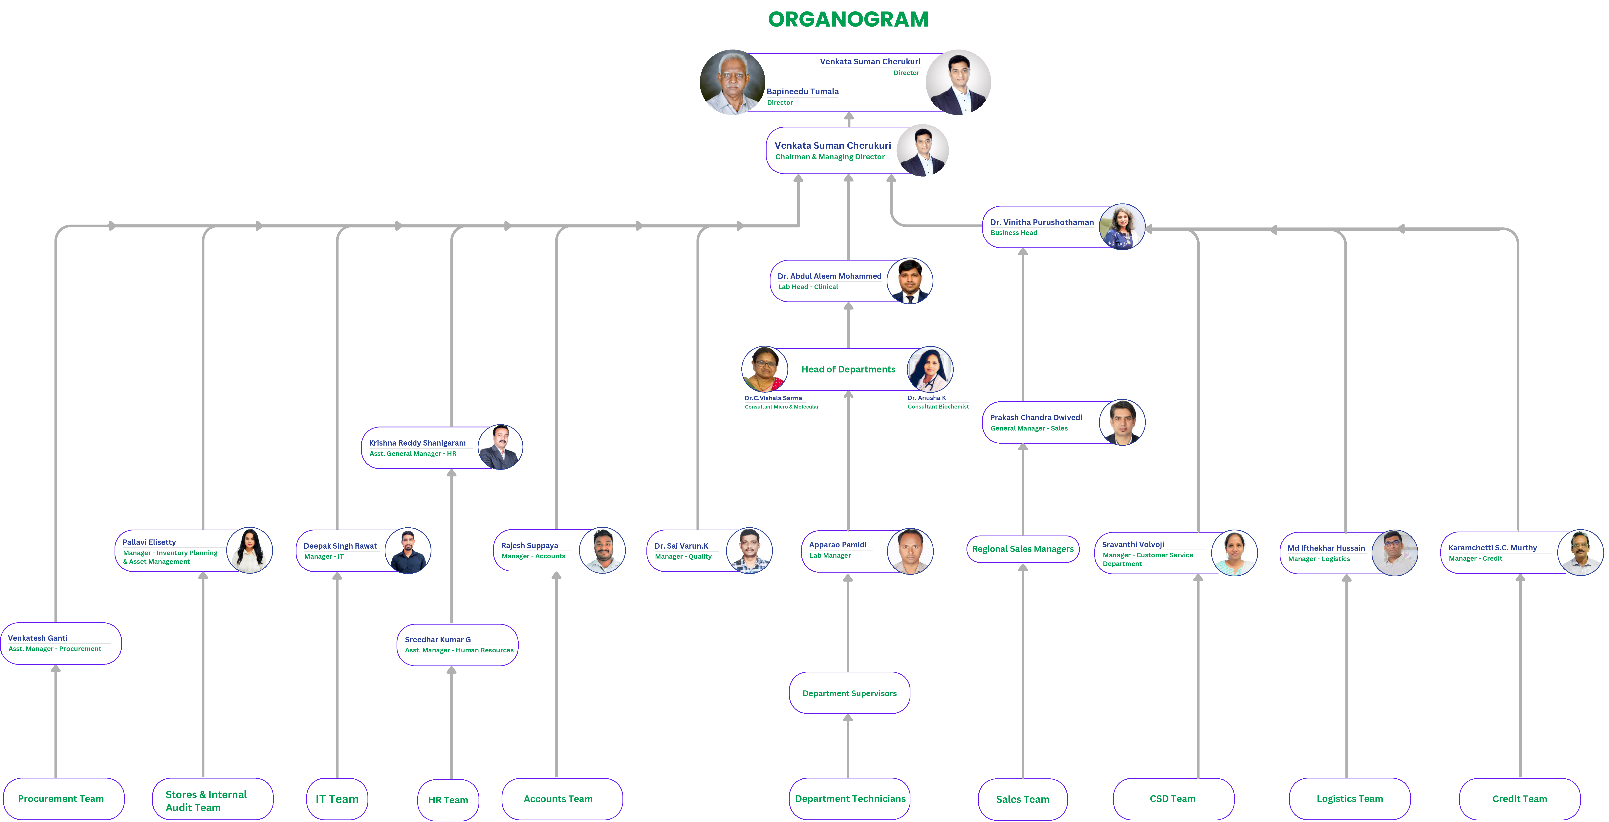 ORGANOGRAM
Venkata Suman Cherukuri
Director
Bapineedu Tumala
Director
Venkata Suman Cherukuri
Chairman & Managing Director
Dr. Vinitha Purushothaman
Business Head
Dr. Abdul Aleem Mohammed
Lab Head - Clinical
Head of Departments
Dr.C.Vishala Sarma
Consultant Micro & Molecular
Dr. Anusha K
Consultant Biochemist
Prakash Chandra Dwivedi
General Manager - Sales
Krishna Reddy Shanigaram
Asst. General Manager - HR
Pallavi Elisetty
Manager - Inventory Planning
& Asset Management
Deepak Singh Rawat
Manager - IT
Rajesh Suppaya
Manager - Accounts
Dr. Sai Varun.K
Manager - Quality
Apparao Pamidi
Lab Manager
Regional Sales Managers
Sravanthi Volvoji
Manager - Customer Service
Department
Md Ifthekhar Hussain
Manager - Logistics
Karamchetti S.C. Murthy
Manager - Credit
Venkatesh Ganti
Asst. Manager - Procurement
Sreedhar Kumar G
Asst. Manager - Human Resources
Department Supervisors
Procurement Team
Stores & Internal
Audit Team
IT Team
HR Team
Accounts Team
Department Technicians
Sales Team
CSD Team
Logistics Team
Credit Team